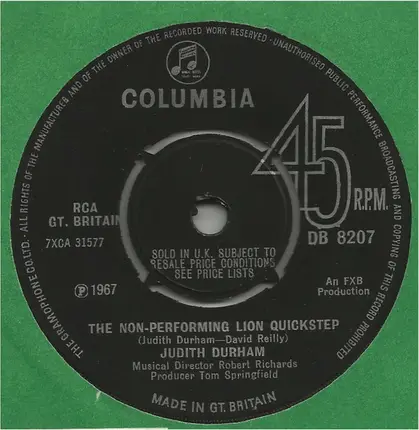 THE GRAMOPHONE CO. LTD. - ALL RIGHTS OF THE MANUFACTURER AND OF THE OWNER OF THE RECORDED WORK RESERVED - UNAUTHORISED PUBLIC PERFORMANCE BROADCASTING AND COPYING OF THIS RECORD PROHIBITED
COLUMBIA
45 R.P.M.
RCA
GT. BRITAIN
DB 8207
7XCA 31577
SOLD IN U.K. SUBJECT TO
RESALE PRICE CONDITIONS
SEE PRICE LISTS
Ⓟ 1967
An FXB
Production
THE NON-PERFORMING LION QUICKSTEP
(Judith Durham—David Reilly)
JUDITH DURHAM
Musical Director Robert Richards
Producer Tom Springfield
MADE IN GT. BRITAIN